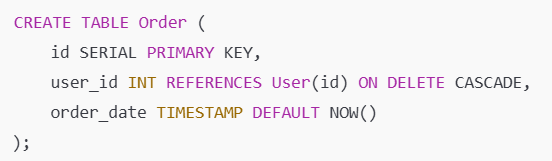 CREATE TABLE Order (
    id SERIAL PRIMARY KEY,
    user_id INT REFERENCES User(id) ON DELETE CASCADE,
    order_date TIMESTAMP DEFAULT NOW()
);